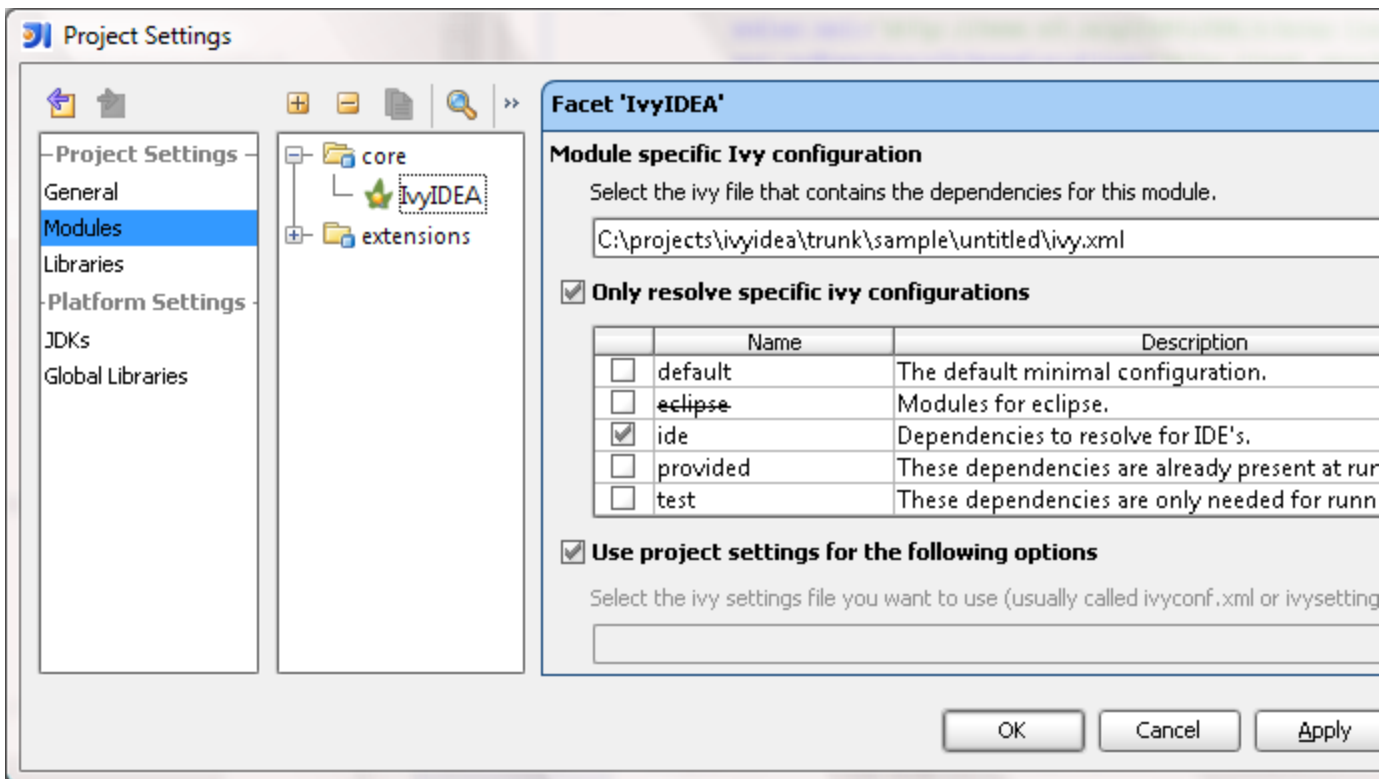 Project Settings
Project Settings
General
Modules
Libraries
Platform Settings
JDKs
Global Libraries
»
core
IvyIDEA
extensions
Facet 'IvyIDEA'
Module specific Ivy configuration
Select the ivy file that contains the dependencies for this module.
C:\projects\ivyidea\trunk\sample\untitled\ivy.xml
Only resolve specific ivy configurations
Name Description
default The default minimal configuration.
eclipse Modules for eclipse.
ide Dependencies to resolve for IDE's.
provided These dependencies are already present at run
test These dependencies are only needed for runn
Use project settings for the following options
Select the ivy settings file you want to use (usually called ivyconf.xml or ivysetting
OK Cancel Apply